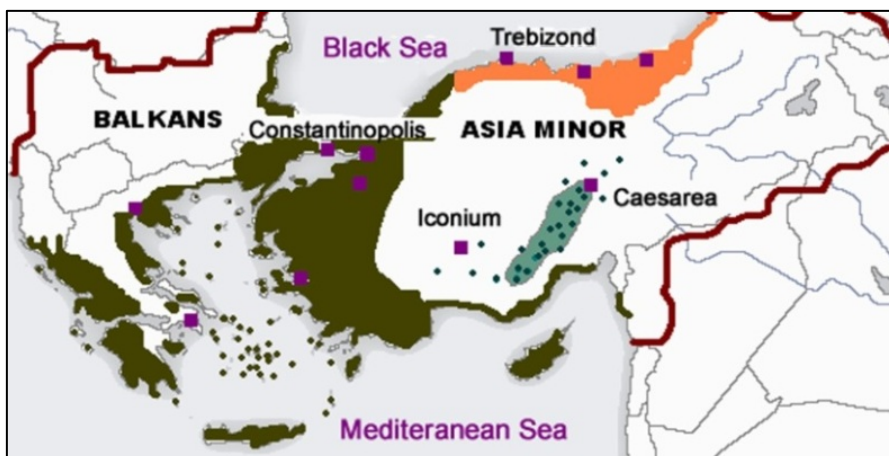 Black Sea
Trebizond
BALKANS
Constantinopolis
ASIA MINOR
Caesarea
Iconium
Mediteranean Sea